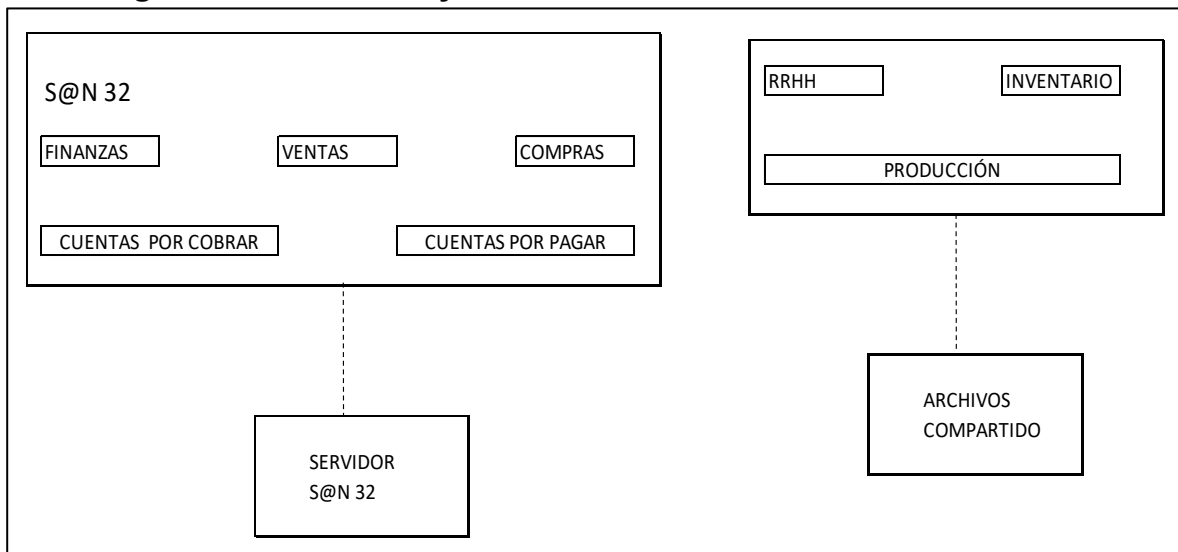 S@N 32
FINANZAS
VENTAS
COMPRAS
CUENTAS POR COBRAR
CUENTAS POR PAGAR
SERVIDOR
S@N 32
RRHH
INVENTARIO
PRODUCCIÓN
ARCHIVOS
COMPARTIDO